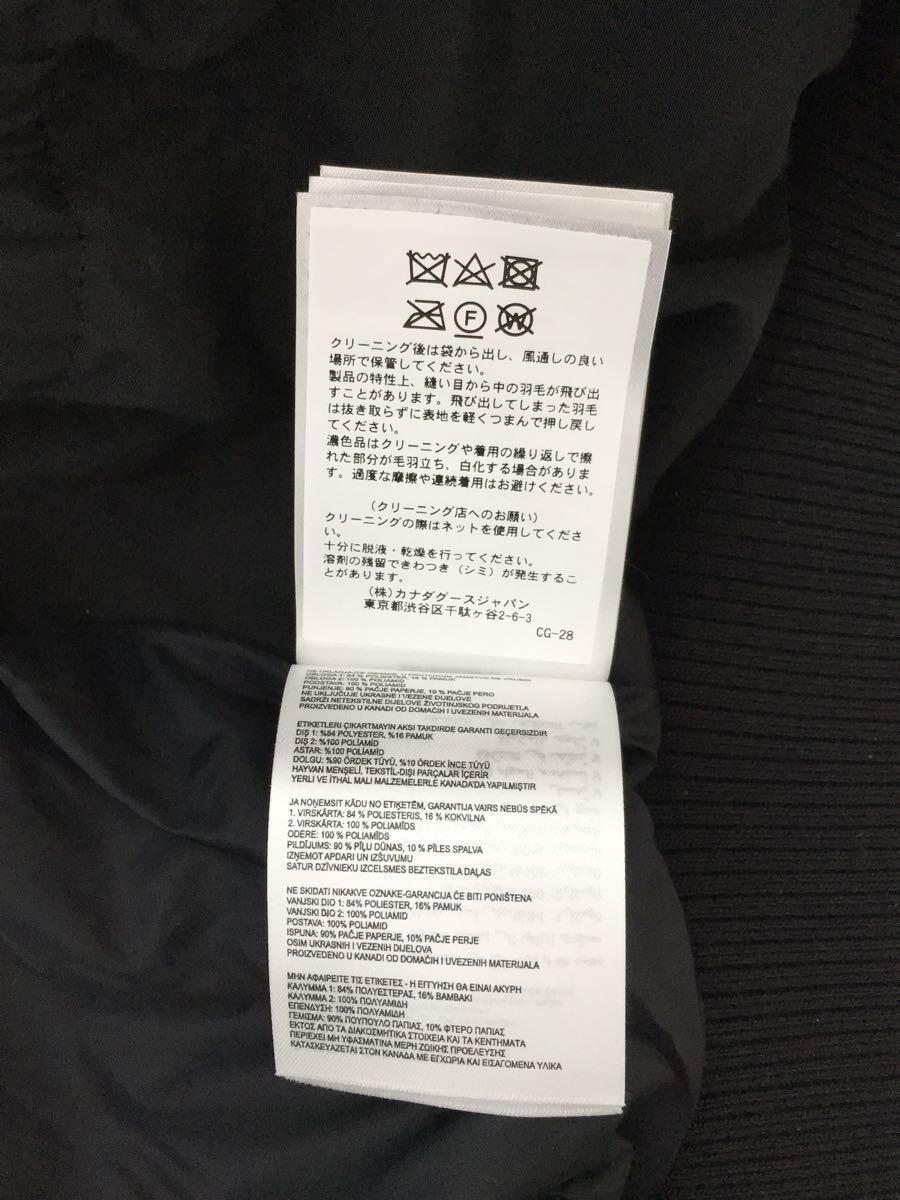 F
W
クリーニング後は袋から出し、風通しの良い
場所で保管してください。
製品の特性上、縫い目から中の羽毛が飛び出
すことがあります。飛び出してしまった羽毛
は抜き取らずに表地を軽くつまんで押し戻し
てください。
濃色品はクリーニングや着用の繰り返しで擦
れた部分が毛羽立ち、白化する場合がありま
す。過度な摩擦や連続着用はお避けください。
(クリーニング店へのお願い)
クリーニングの際はネットを使用してくださ
い。
十分に脱液・乾燥を行ってください。
溶剤の残留できわつき(シミ)が発生するこ
とがあります。
(株)カナダグースジャパン
東京都渋谷区千駄ヶ谷2-6-3
CG-28
OBLOGA 1: 84 % POLIESTER, 16 % PAMUK
OBLOGA 2: 100 % POLIAMID
PODSTAVA: 100 % POLIAMID
PUNJENJE: 90 % PAČJE PAPERJE, 10 % PAČJE PERO
NE UKLJUČUJE UKRASNE I VEZENE DIJELOVE
SADRŽI NETEKSTILNE DIJELOVE ŽIVOTINJSKOG PODRIJETLA
PROIZVEDENO U KANADI OD DOMAĆIH I UVEZENIH MATERIJALA
ETIKETLERİ ÇIKARTMAYIN AKSI TAKDIRDE GARANTI GEÇERSIZDIR
DIŞ 1: %84 POLYESTER, %16 PAMUK
DIŞ 2: %100 POLIAMİD
ASTAR: %100 POLİAMİD
DOLGU: %90 ÖRDEK TÜYÜ, %10 ÖRDEK İNCE TÜYÜ
HAYVAN MENŞELİ, TEKSTİL-DIŞI PARÇALAR İÇERİR
YERLI VE İTHAL MALI MALZEMELERLE KANADA'DA YAPILMIŞTIR
JA NOŅEMSIT KĀDU NO ETIĶETĒM, GARANTIJA VAIRS NEBŪS SPĒKĀ
1. VIRSKĀRTA: 84 % POLIESTERIS, 16 % KOKVILNA
2. VIRSKĀRTA: 100 % POLIAMĪDS
ODERE: 100 % POLIAMĪDS
PILDĪJUMS: 90 % PĪĻU DŪNAS, 10 % PĪLES SPALVA
IZŅEMOT APDARI UN IZŠUVUMU
SATUR DZĪVNIEKU IZCELSMES BEZTEKSTILA DAĻAS
NE SKIDATI NIKAKVE OZNAKE-GARANCIJA ĆE BITI PONIŠTENA
VANJSKI DIO 1: 84% POLIESTER, 16% PAMUK
VANJSKI DIO 2: 100% POLIAMID
POSTAVA: 100% POLIAMID
ISPUNA: 90% PAČJE PAPERJE, 10% PAČJE PERJE
OSIM UKRASNIH I VEZENIH DIJELOVA
PROIZVEDENO U KANADI OD DOMAĆIH I UVEZENIH MATERIJALA
ΜΗΝ ΑΦΑΙΡΕΙΤΕ ΤΙΣ ΕΤΙΚΕΤΕΣ - Η ΕΓΓΥΗΣΗ ΘΑ ΕΙΝΑΙ ΑΚΥΡΗ
ΚΑΛΥΜΜΑ 1: 84% ΠΟΛΥΕΣΤΕΡΑΣ, 16% ΒΑΜΒΑΚΙ
ΚΑΛΥΜΜΑ 2: 100% ΠΟΛΥΑΜΙΔΗ
ΕΠΕΝΔΥΣΗ: 100% ΠΟΛΥΑΜΙΔΗ
ΓΕΜΙΣΜΑ: 90% ΠΟΥΠΟΥΛΟ ΠΑΠΙΑΣ, 10% ΦΤΕΡΟ ΠΑΠΙΑΣ
ΕΚΤΟΣ ΑΠΟ ΤΑ ΔΙΑΚΟΣΜΗΤΙΚΑ ΣΤΟΙΧΕΙΑ ΚΑΙ ΤΑ ΚΕΝΤΗΜΑΤΑ
ΠΕΡΙΕΧΕΙ ΜΗ ΥΦΑΣΜΑΤΙΝΑ ΜΕΡΗ ΖΩΙΚΗΣ ΠΡΟΕΛΕΥΣΗΣ
ΚΑΤΑΣΚΕΥΑΖΕΤΑΙ ΣΤΟΝ ΚΑΝΑΔΑ ΜΕ ΕΓΧΩΡΙΑ ΚΑΙ ΕΙΣΑΓΟΜΕΝΑ ΥΛΙΚΑ